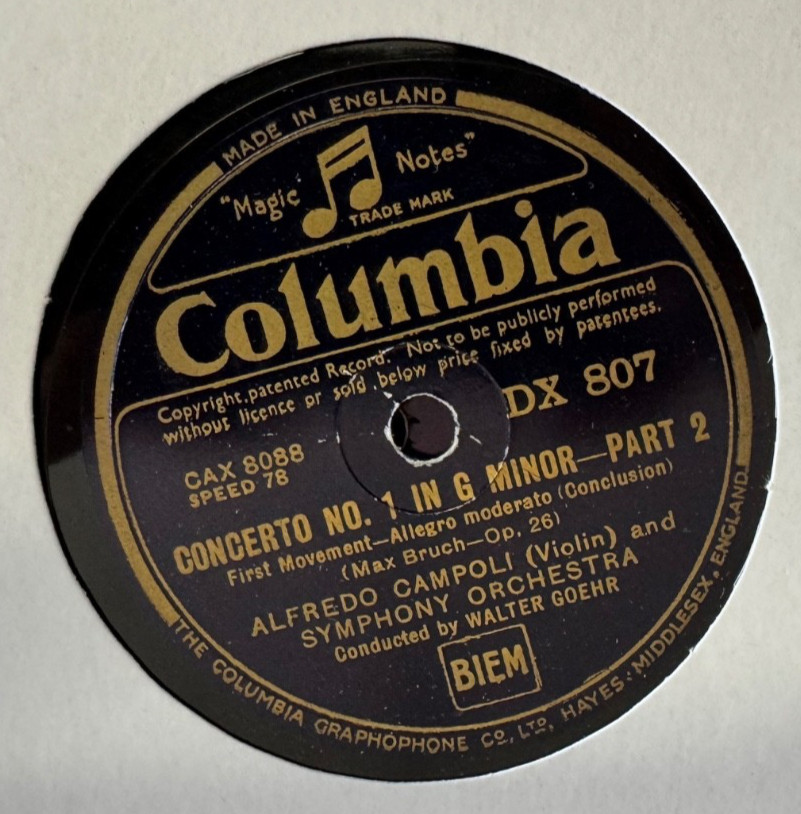 MADE IN ENGLAND
"Magic Notes"
TRADE MARK
Columbia
Copyright.patented Record. Not to be publicly performed
without licence or sold below price fixed by patentees.
DX 807
CAX 8088
SPEED 78
CONCERTO NO. 1 IN G MINOR—PART 2
First Movement—Allegro moderato (Conclusion)
(Max Bruch—Op. 26)
ALFREDO CAMPOLI (Violin) and
SYMPHONY ORCHESTRA
Conducted by WALTER GOEHR
BIEM
THE COLUMBIA GRAPHOPHONE CO, LTD, HAYES · MIDDLESEX, ENGLAND